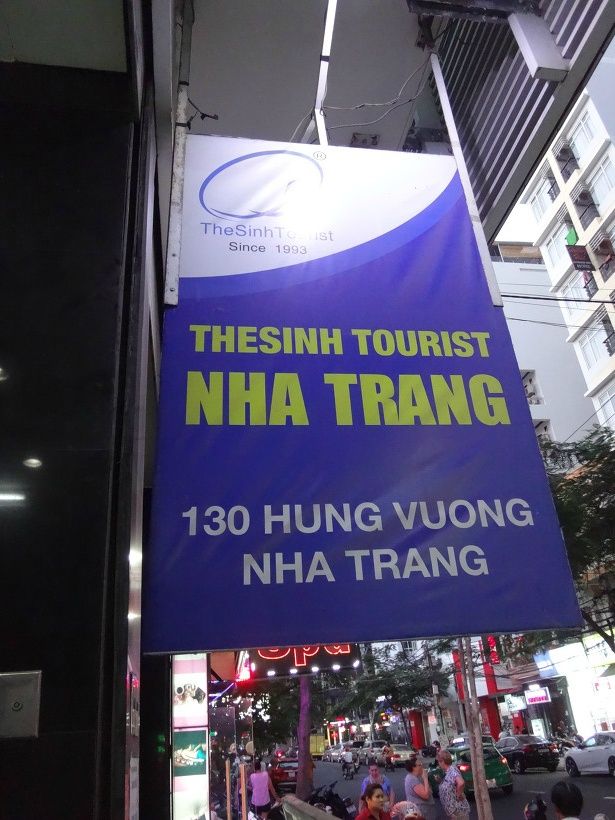 ®
TheSinhTourist
Since 1993
THESINH TOURIST
NHA TRANG
130 HUNG VUONG
NHA TRANG
Spa